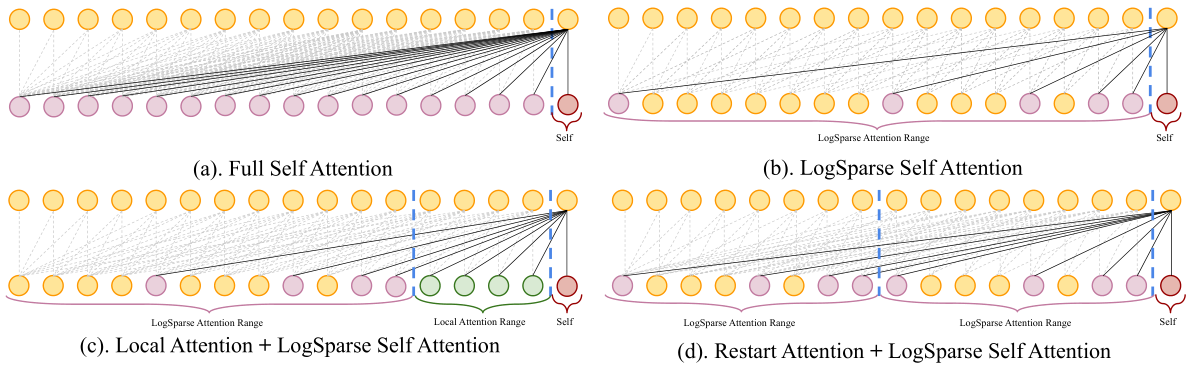 Self
(a). Full Self Attention
LogSparse Attention Range
Self
(b). LogSparse Self Attention
LogSparse Attention Range
Local Attention Range
Self
(c). Local Attention + LogSparse Self Attention
LogSparse Attention Range
LogSparse Attention Range
Self
(d). Restart Attention + LogSparse Self Attention